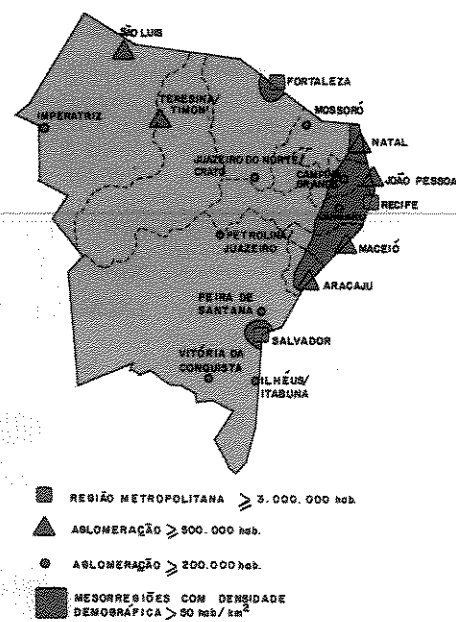 SÃO LUIS
FORTALEZA
TERESINA/
TIMON
IMPERATRIZ
MOSSORÓ
NATAL
JUAZEIRO DO NORTE/
CRATO
CAMPINA
GRANDE
JOÃO PESSOA
RECIFE
CARUARU
PETROLINA/
JUAZEIRO
MACEIÓ
ARACAJU
FEIRA DE
SANTANA
SALVADOR
VITÓRIA DA
CONQUISTA
ILHÉUS/
ITABUNA
REGIÃO METROPOLITANA ≥ 3.000.000 hab.
AGLOMERAÇÃO ≥ 500.000 hab.
AGLOMERAÇÃO ≥ 200.000 hab.
MESORREGIÕES COM DENSIDADE
DEMOGRÁFICA > 50 hab/km²